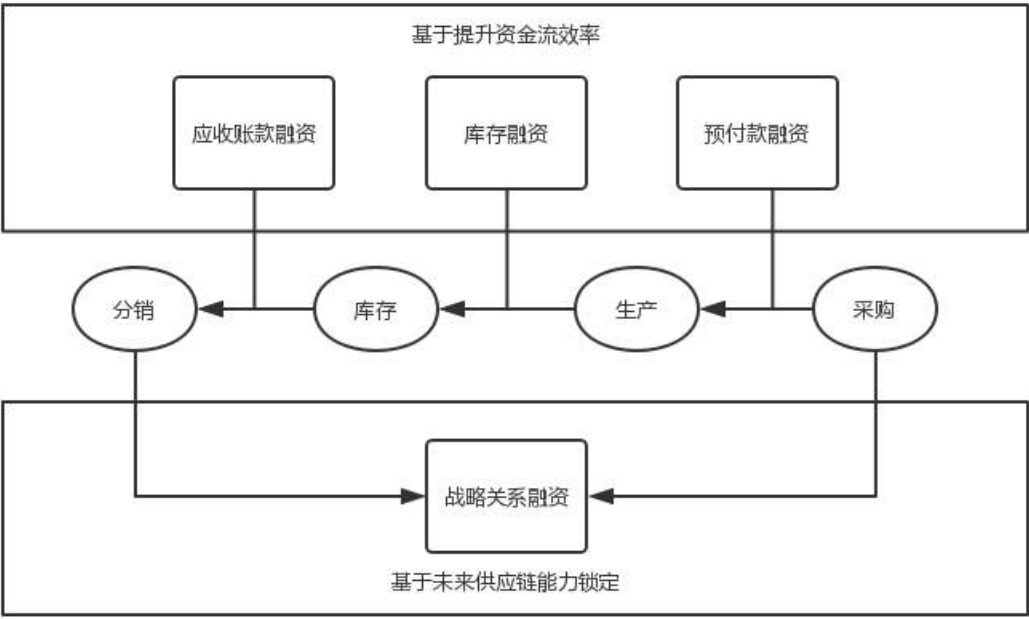 基于提升资金流效率
应收账款融资
库存融资
预付款融资
分销
库存
生产
采购
战略关系融资
基于未来供应链能力锁定